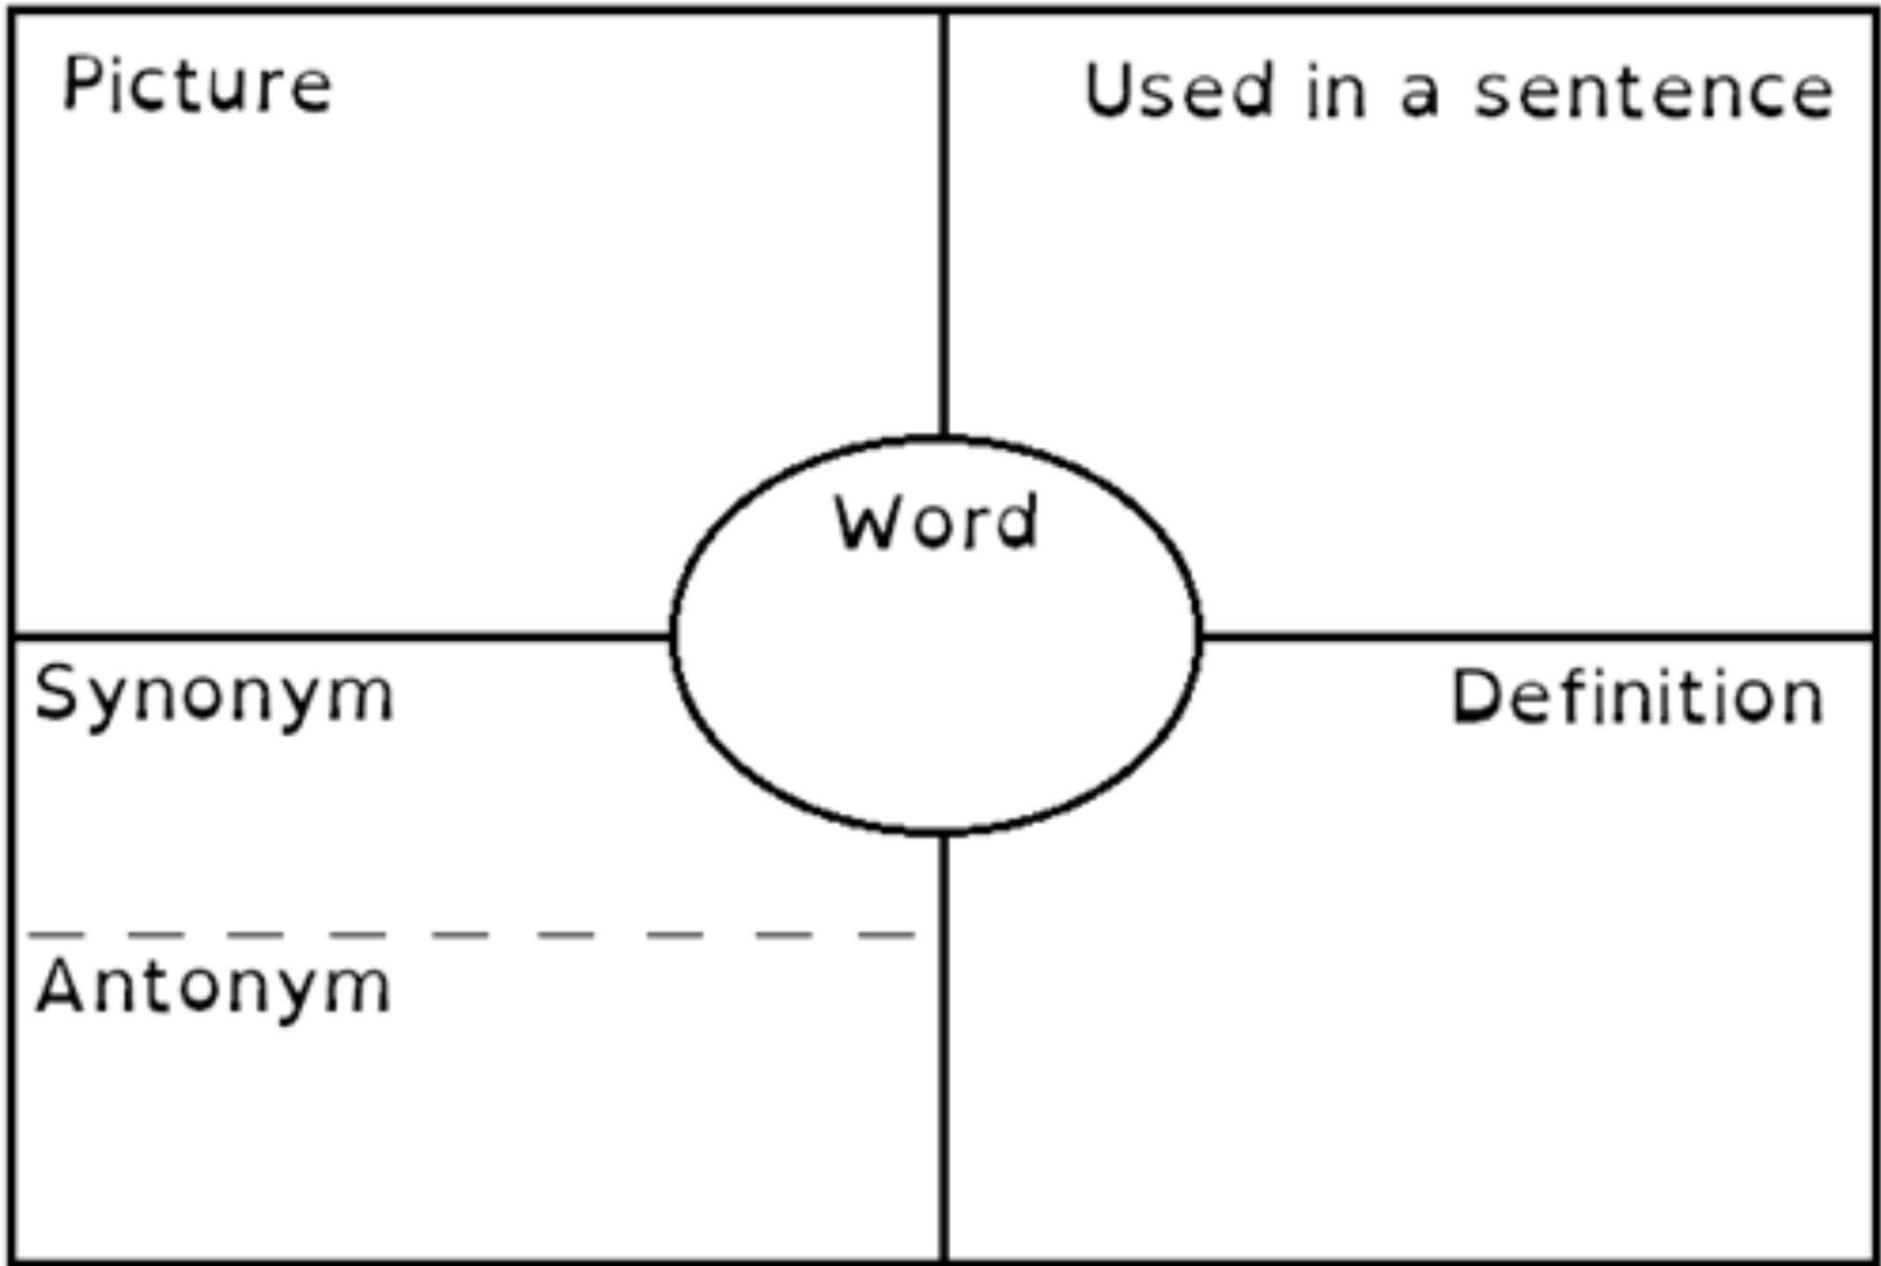 Picture
Used in a sentence
Word
Synonym
Definition
Antonym